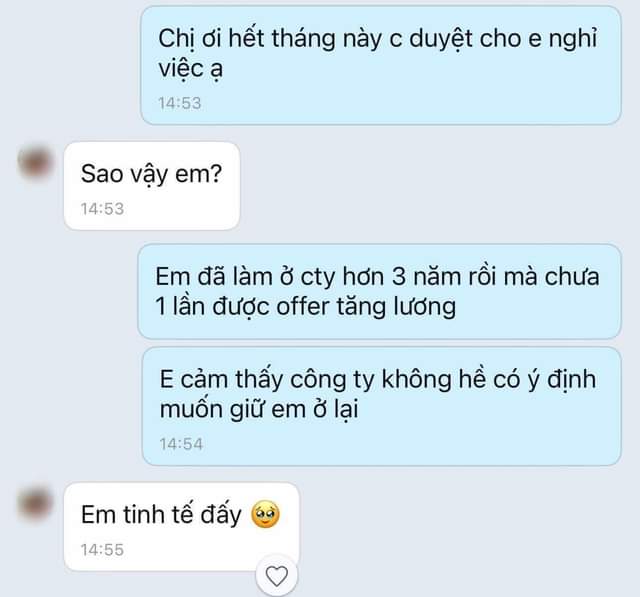 Chị ơi hết tháng này c duyệt cho e nghỉ
việc ạ
14:53
Sao vậy em?
14:53
Em đã làm ở cty hơn 3 năm rồi mà chưa
1 lần được offer tăng lương
E cảm thấy công ty không hề có ý định
muốn giữ em ở lại
14:54
Em tinh tế đấy 🥹
14:55